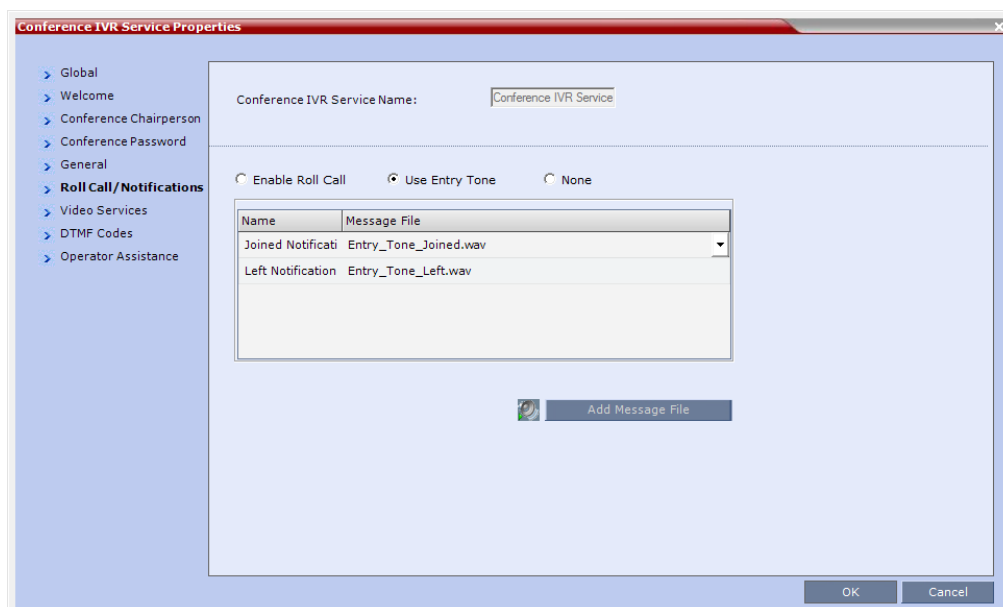 Conference IVR Service Properties
Global
Welcome
Conference Chairperson
Conference Password
General
Roll Call/Notifications
Video Services
DTMF Codes
Operator Assistance
Conference IVR Service Name: Conference IVR Service
Enable Roll Call Use Entry Tone None
Name Message File
Joined Notificati Entry_Tone_Joined.wav
Left Notification Entry_Tone_Left.wav
Add Message File
OK Cancel